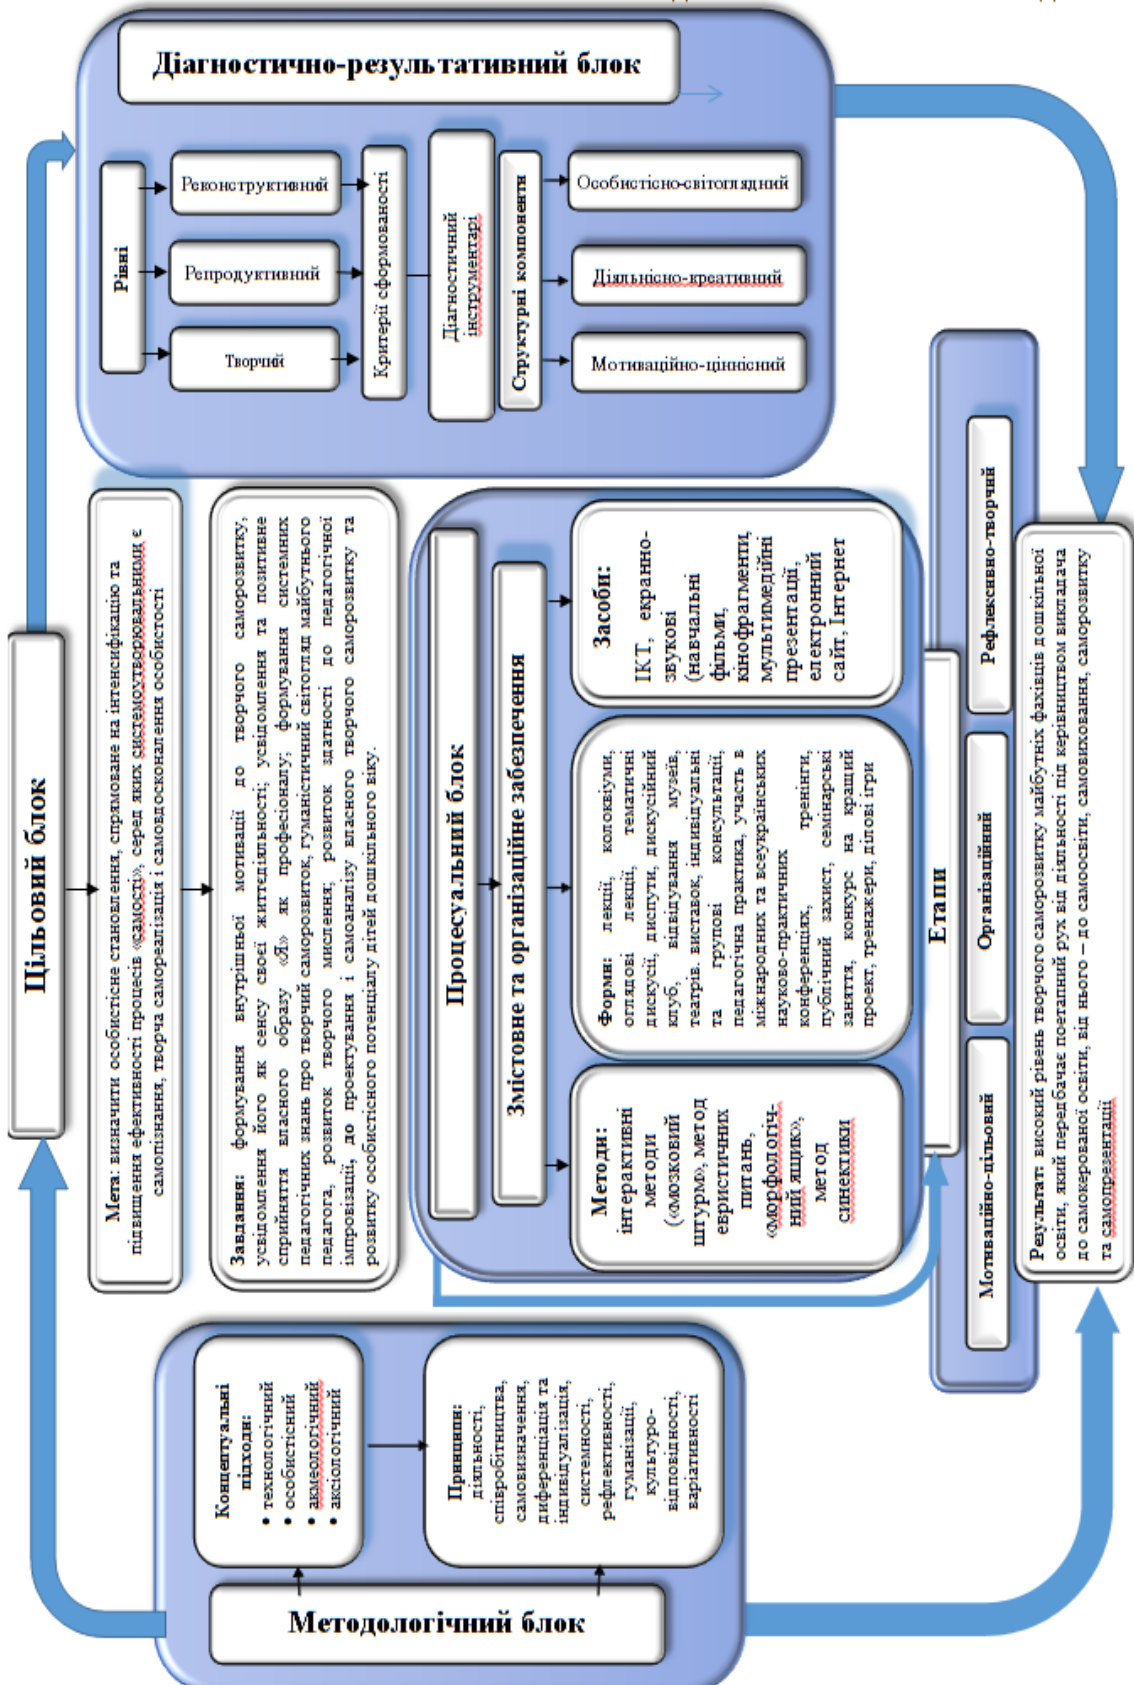 Цільовий блок
Мета: визначити особистісне становлення, спрямоване на інтенсифікацію та
підвищення ефективності процесів «самості», серед яких системоутворювальними є
самопізнання, творча самореалізація і самовдосконалення особистості
Завдання: формування внутрішньої мотивації до творчого саморозвитку,
усвідомлення його як сенсу своєї життєдіяльності; усвідомлення та позитивне
сприйняття власного образу «Я» як професіоналу; формування системних
педагогічних знань про творчий саморозвиток, гуманістичний світогляд майбутнього
педагога, розвиток творчого мислення; розвиток здатності до педагогічної
імпровізації, до проектування і самоаналізу власного творчого саморозвитку та
розвитку особистісного потенціалу дітей дошкільного віку.
Методологічний блок
Концептуальні
підходи:
• технологічний
• особистісний
• акмеологічний
• аксіологічний
Принципи:
діяльності,
співробітництва,
самовизначення,
диференціація та
індивідуалізація,
системності,
рефлективності,
гуманізації,
культуро-
відповідності,
варіативності
Процесуальний блок
Змістовне та організаційне забезпечення
Методи:
інтерактивні
методи
(«мозковий
штурм», метод
евристичних
питань,
«морфологіч-
ний ящик»,
метод
синектики
Форми: лекції, колоквіуми,
оглядові лекції, тематичні
дискусії, диспути, дискусійний
клуб, відвідування музеїв,
театрів. виставок, індивідуальні
та групові консультації,
педагогічна практика, участь в
міжнародних та всеукраїнських
науково-практичних
конференціях, тренінги,
публічний захист, семінарські
заняття, конкурс на кращий
проект, тренажери, ділові ігри
Засоби:
ІКТ, екранно-
звукові
(навчальні
фільми,
кінофрагменти,
мультимедійні
презентації,
електронний
сайт, Інтернет
Етапи
Мотиваційно-цільовий
Організаційний
Рефлексивно-творчий
Діагностично-результативний блок
Рівні
Творчий
Репродуктивний
Реконструктивний
Критерії сформованості
Діагностичний
інструментарі
Структурні компоненти
Мотиваційно-ціннісний
Діяльнісно-креативний
Особистісно-світоглядний
Результат: високий рівень творчого саморозвитку майбутніх фахівців дошкільної
освіти, який передбачає поетапний рух від діяльності під керівництвом викладача
до самокерованої освіти, від нього – до самоосвіти, самовиховання, саморозвитку
та самопрезентації